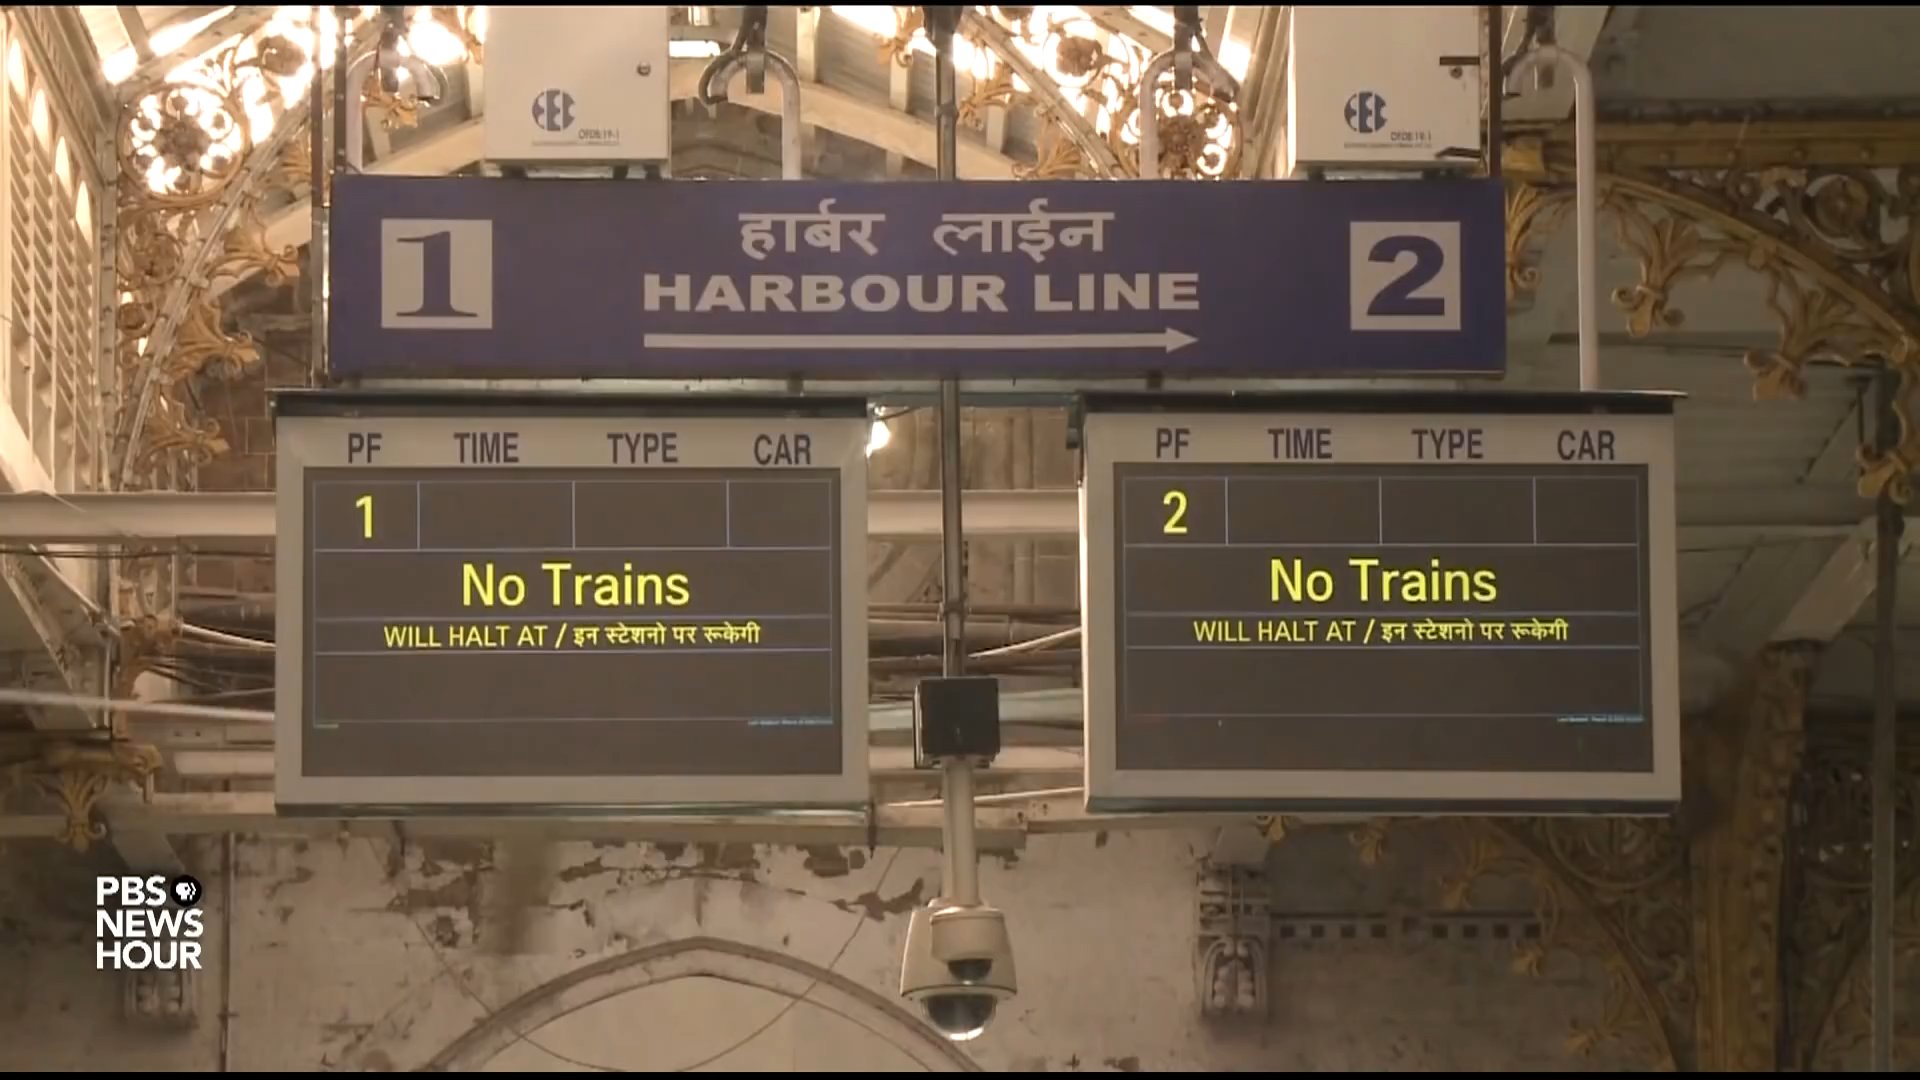 1
हार्बर लाईन
HARBOUR LINE
2
PF TIME TYPE CAR
1
No Trains
WILL HALT AT / इन स्टेशनो पर रूकेगी
PF TIME TYPE CAR
2
No Trains
WILL HALT AT / इन स्टेशनो पर रूकेगी
PBS
NEWS
HOUR